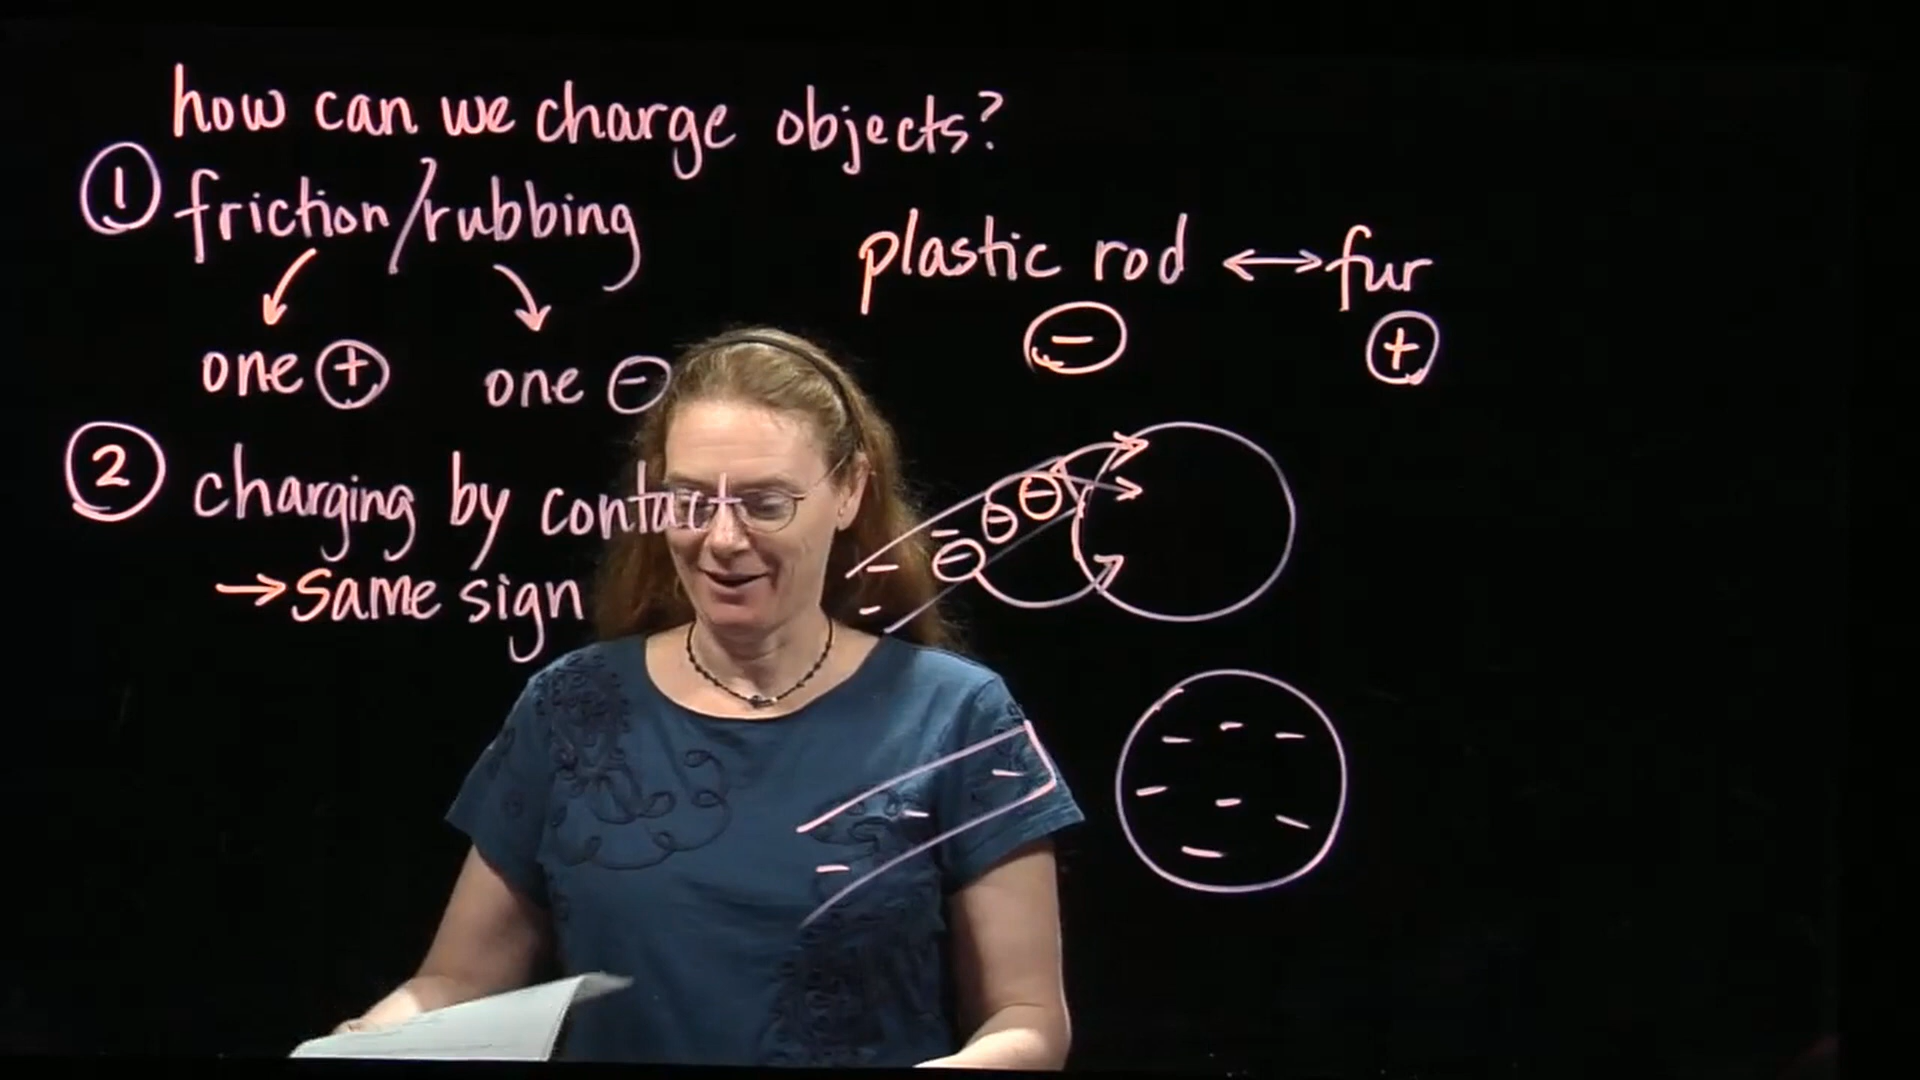 how can we charge objects?
① friction/rubbing
one ⊕ one ⊖
plastic rod ↔ fur
⊖ ⊕
② charging by contact
→ same sign